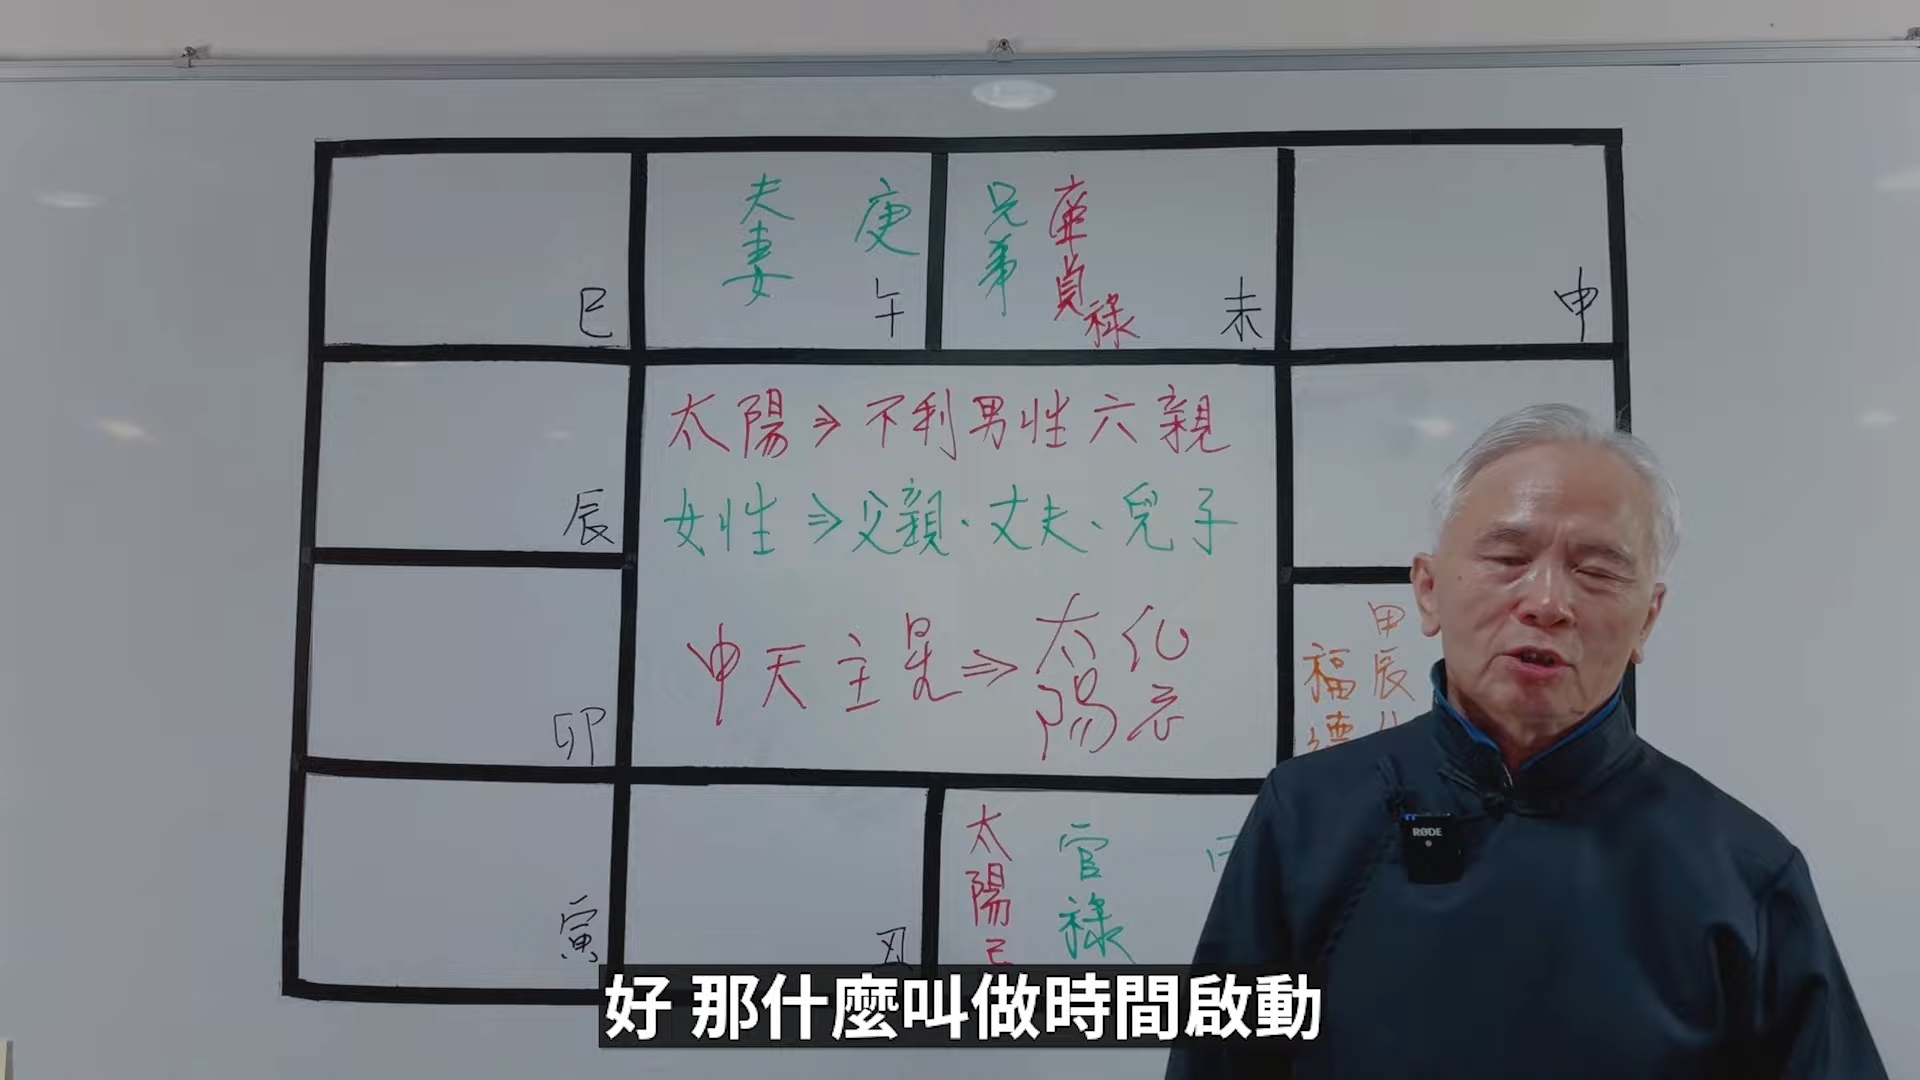 夫妻
庚
午
兄弟
廉貞祿
未
申
巳
太陽⇒不利男性六親
女性⇒父親、丈夫、兒子
中天主星⇒太陽化忌
辰
卯
甲辰
福德
寅
丑
太陽忌
官祿
RØDE
好 那什麼叫做時間啟動